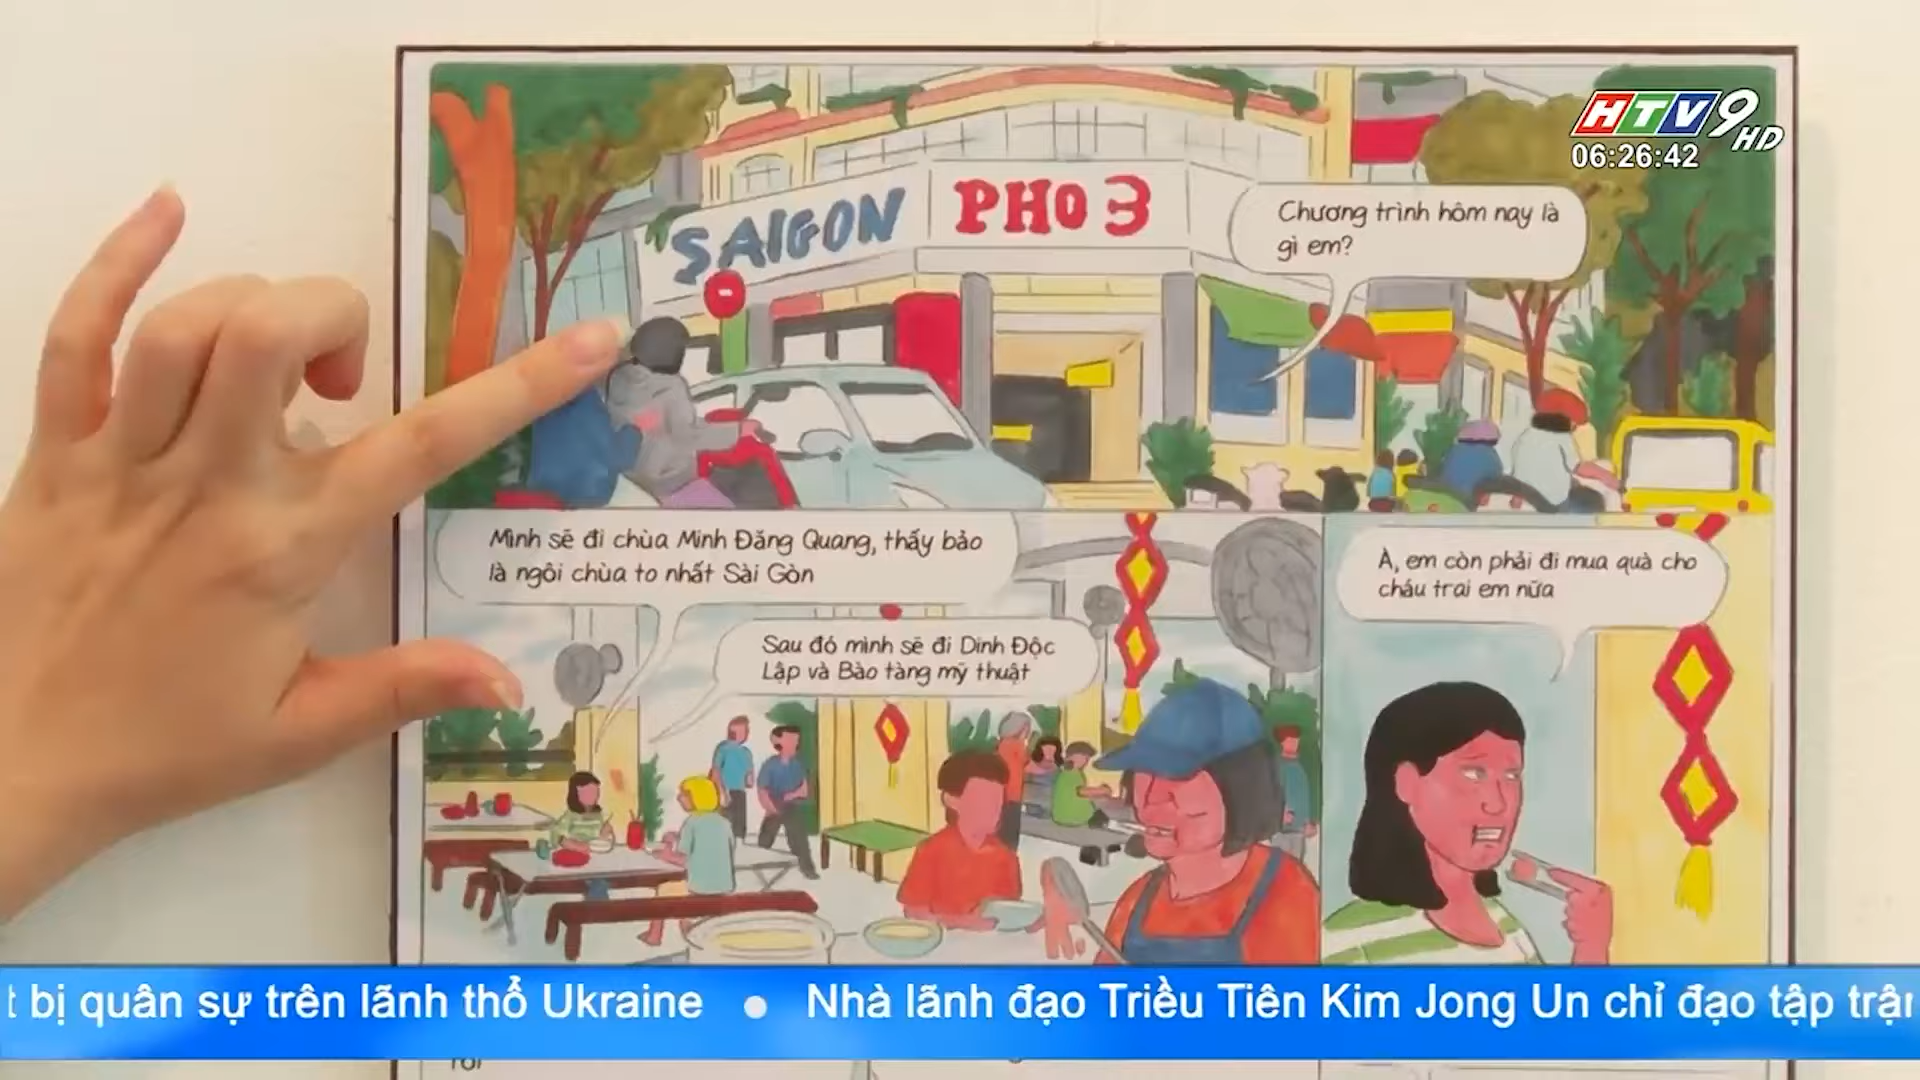 HTV9
HD
06:26:42
SAIGON PHO 3
Chương trình hôm nay là
gì em?
Mình sẽ đi chùa Minh Đăng Quang, thấy bảo
là ngôi chùa to nhất Sài Gòn
Sau đó mình sẽ đi Dinh Độc
Lập và Bảo tàng mỹ thuật
À, em còn phải đi mua quà cho
cháu trai em nữa
t bị quân sự trên lãnh thổ Ukraine • Nhà lãnh đạo Triều Tiên Kim Jong Un chỉ đạo tập trận